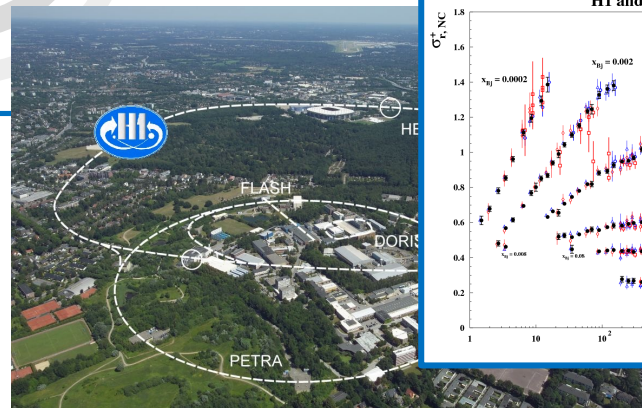 H1
HE
FLASH
DORIS
PETRA
H1 and
σ⁺r, NC
1.8
1.6
1.4
1.2
1
0.8
0.6
0.4
0.2
0
1
10
10²
xBj = 0.0002
xBj = 0.002
xBj = 0.008
xBj = 0.08